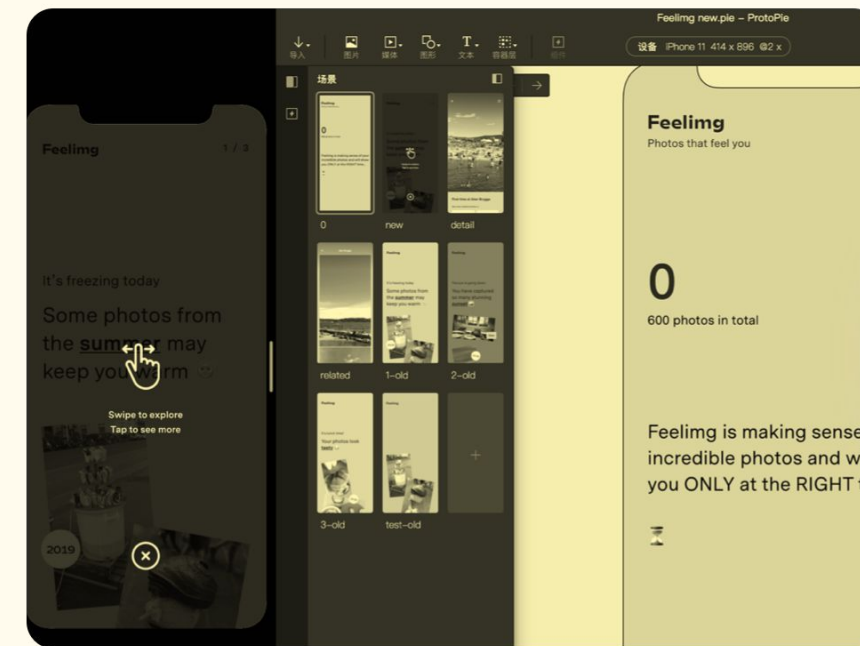 Feelimg new.pie – ProtoPie
导入
图片
媒体
图形
文本
容器层
组件
设备 iPhone 11 414 x 896 @2 x
场景
Feelimg
1 / 3
It's freezing today
Some photos from
the summer may
keep you warm
Swipe to explore
Tap to see more
2019
0
new
detail
related
1–old
2–old
3–old
test–old
Feelimg
Photos that feel you
0
600 photos in total
Feelimg is making sense
incredible photos and w
you ONLY at the RIGHT